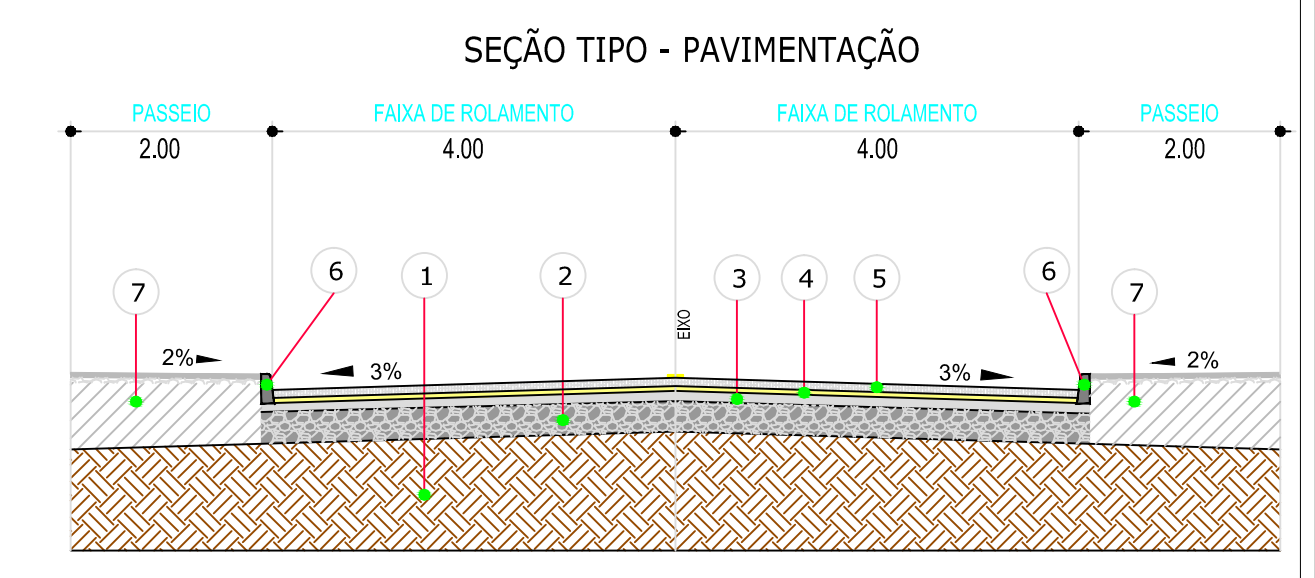 SEÇÃO TIPO - PAVIMENTAÇÃO
PASSEIO FAIXA DE ROLAMENTO FAIXA DE ROLAMENTO PASSEIO
2.00 4.00 4.00 2.00
7 6 1 2 3 4 5 6 7
EIXO
2% 3% 3% 2%